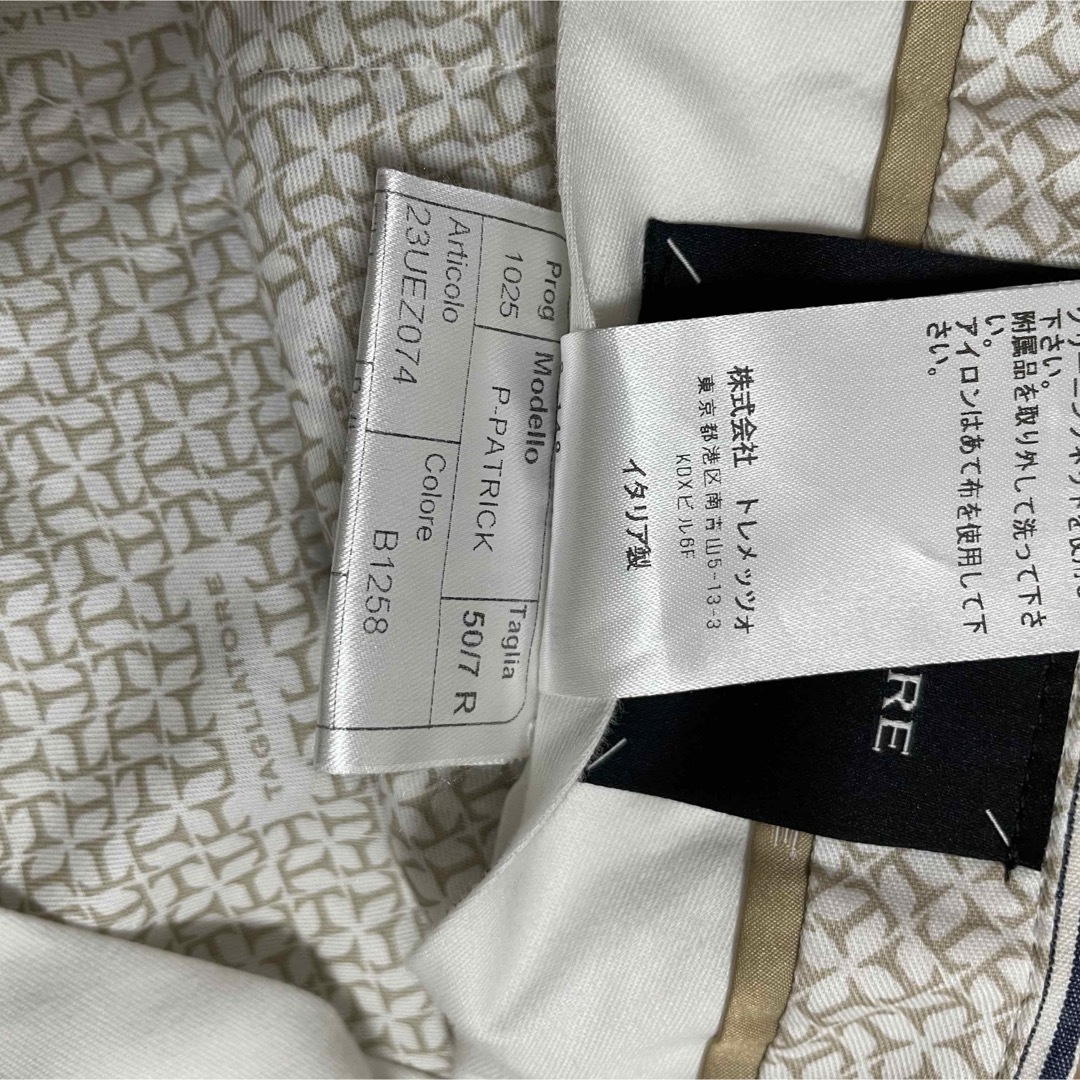 Prog
1025
Modello
P-PATRICK
Taglia
50/7 R
Articolo
23UEZ074
Colore
B1258
下さい。
附属品を取り外して洗って下さい。
アイロンはあて布を使用して下さい。
株式会社 トレメッツォ
東京都港区南青山5-13-3
KDXビル6F
イタリア製
RE
TAGLIATORE